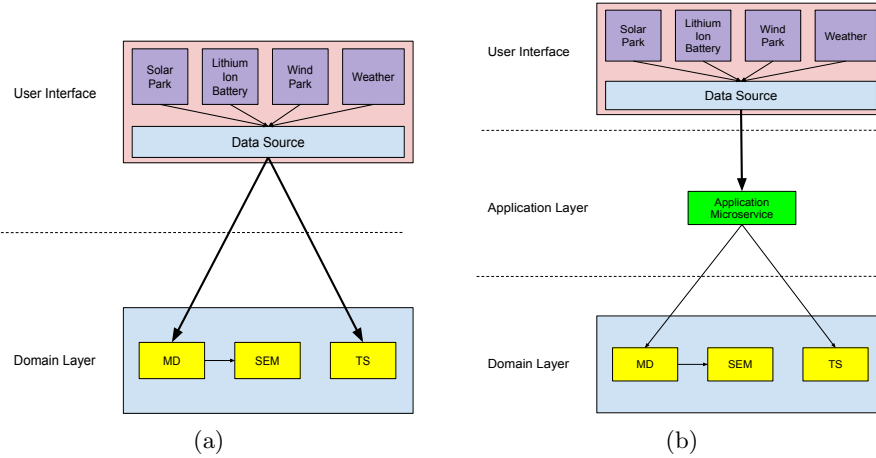 User Interface
Solar
Park
Lithium
Ion
Battery
Wind
Park
Weather
Data Source
Domain Layer
MD
SEM
TS
(a)
User Interface
Solar
Park
Lithium
Ion
Battery
Wind
Park
Weather
Data Source
Application Layer
Application
Microservice
Domain Layer
MD
SEM
TS
(b)